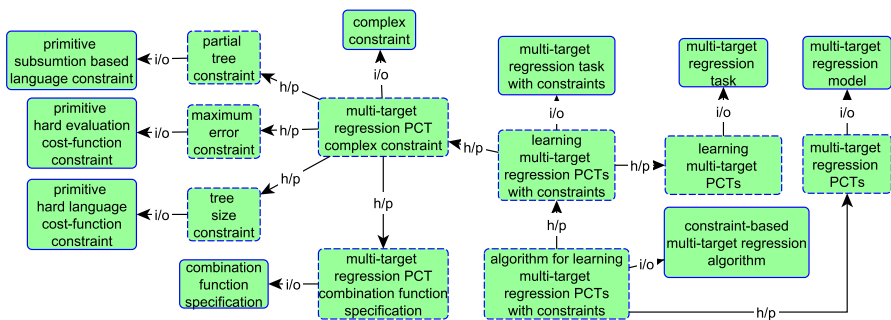 primitive
subsumtion based
language constraint
i/o
partial
tree
constraint
h/p
complex
constraint
i/o
multi-target
regression task
with constraints
i/o
multi-target
regression
task
i/o
multi-target
regression
model
i/o
primitive
hard evaluation
cost-function
constraint
i/o
maximum
error
constraint
h/p
multi-target
regression PCT
complex constraint
h/p
learning
multi-target
regression PCTs
with constraints
h/p
learning
multi-target
PCTs
multi-target
regression
PCTs
primitive
hard language
cost-function
constraint
i/o
tree
size
constraint
h/p
h/p
h/p
constraint-based
multi-target regression
algorithm
combination
function
specification
i/o
multi-target
regression PCT
combination function
specification
algorithm for learning
multi-target
regression PCTs
with constraints
i/o
h/p